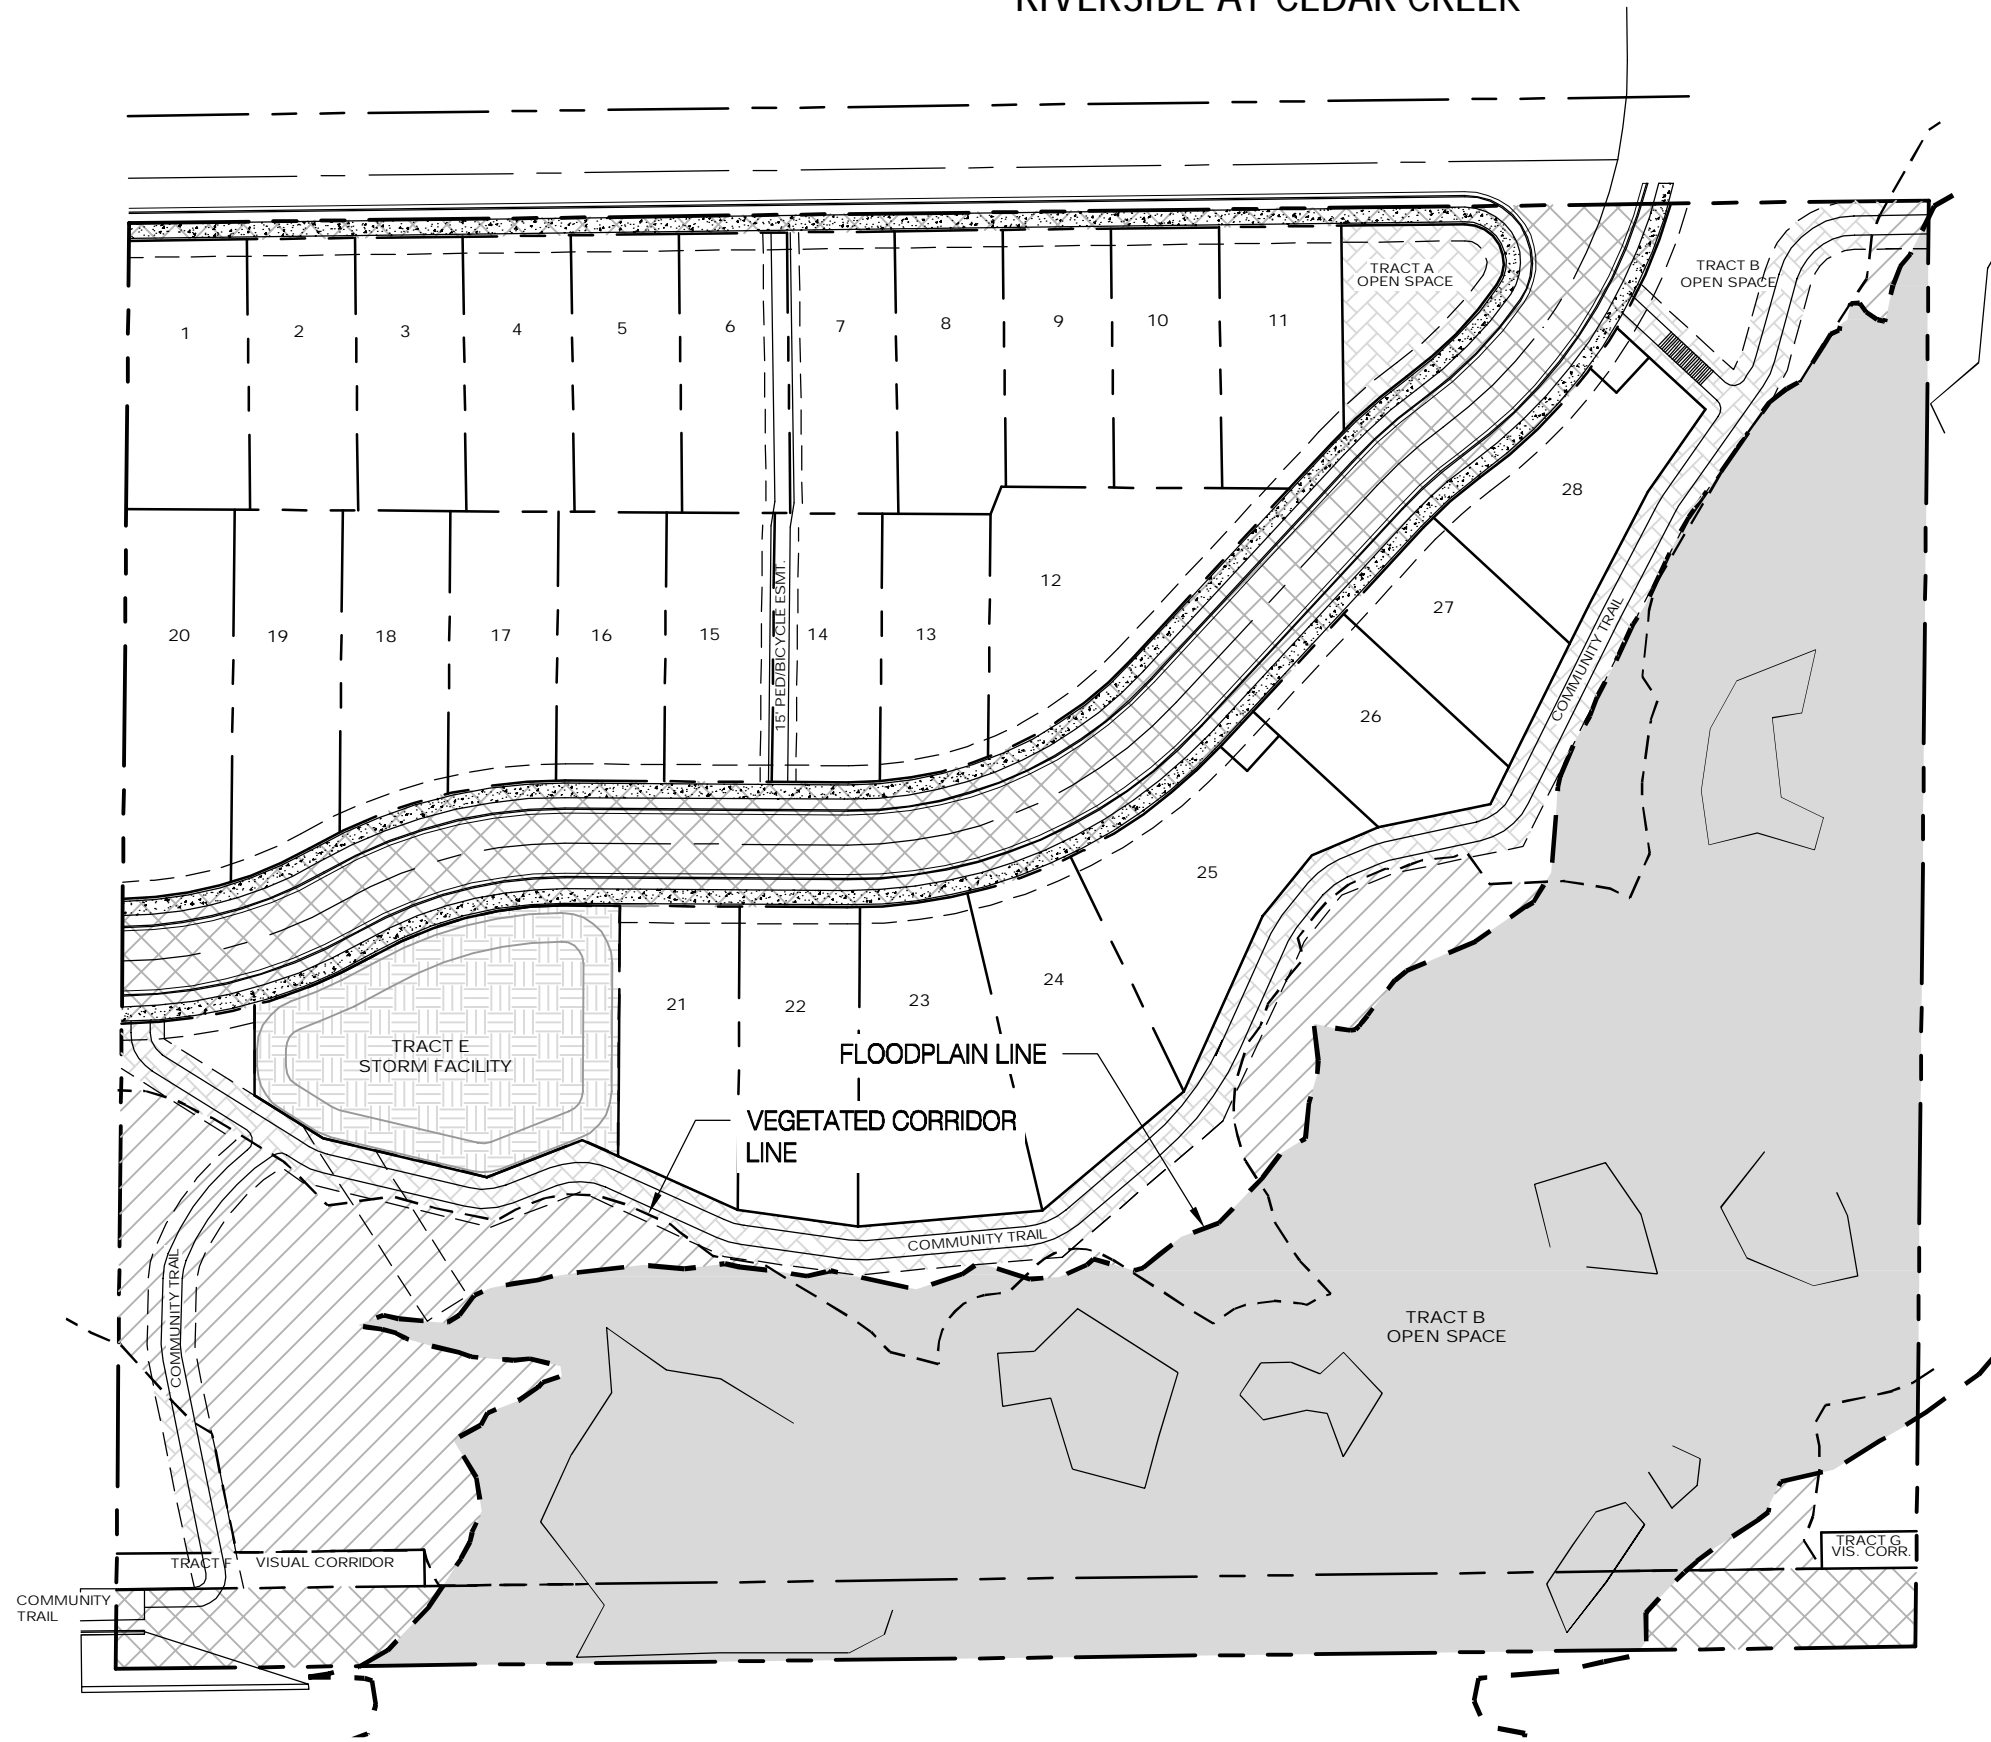 RIVERSIDE AT CEDAR CREEK
TRACT A
OPEN SPACE
TRACT B
OPEN SPACE
1
2
3
4
5
6
7
8
9
10
11
28
12
27
20
19
18
17
16
15
15' PED/BICYCLE ESMT.
14
13
COMMUNITY TRAIL
26
25
24
21
22
23
TRACT E
STORM FACILITY
FLOODPLAIN LINE
VEGETATED CORRIDOR
LINE
COMMUNITY TRAIL
COMMUNITY TRAIL
TRACT B
OPEN SPACE
TRACT F VISUAL CORRIDOR
TRACT G
VIS. CORR.
COMMUNITY
TRAIL